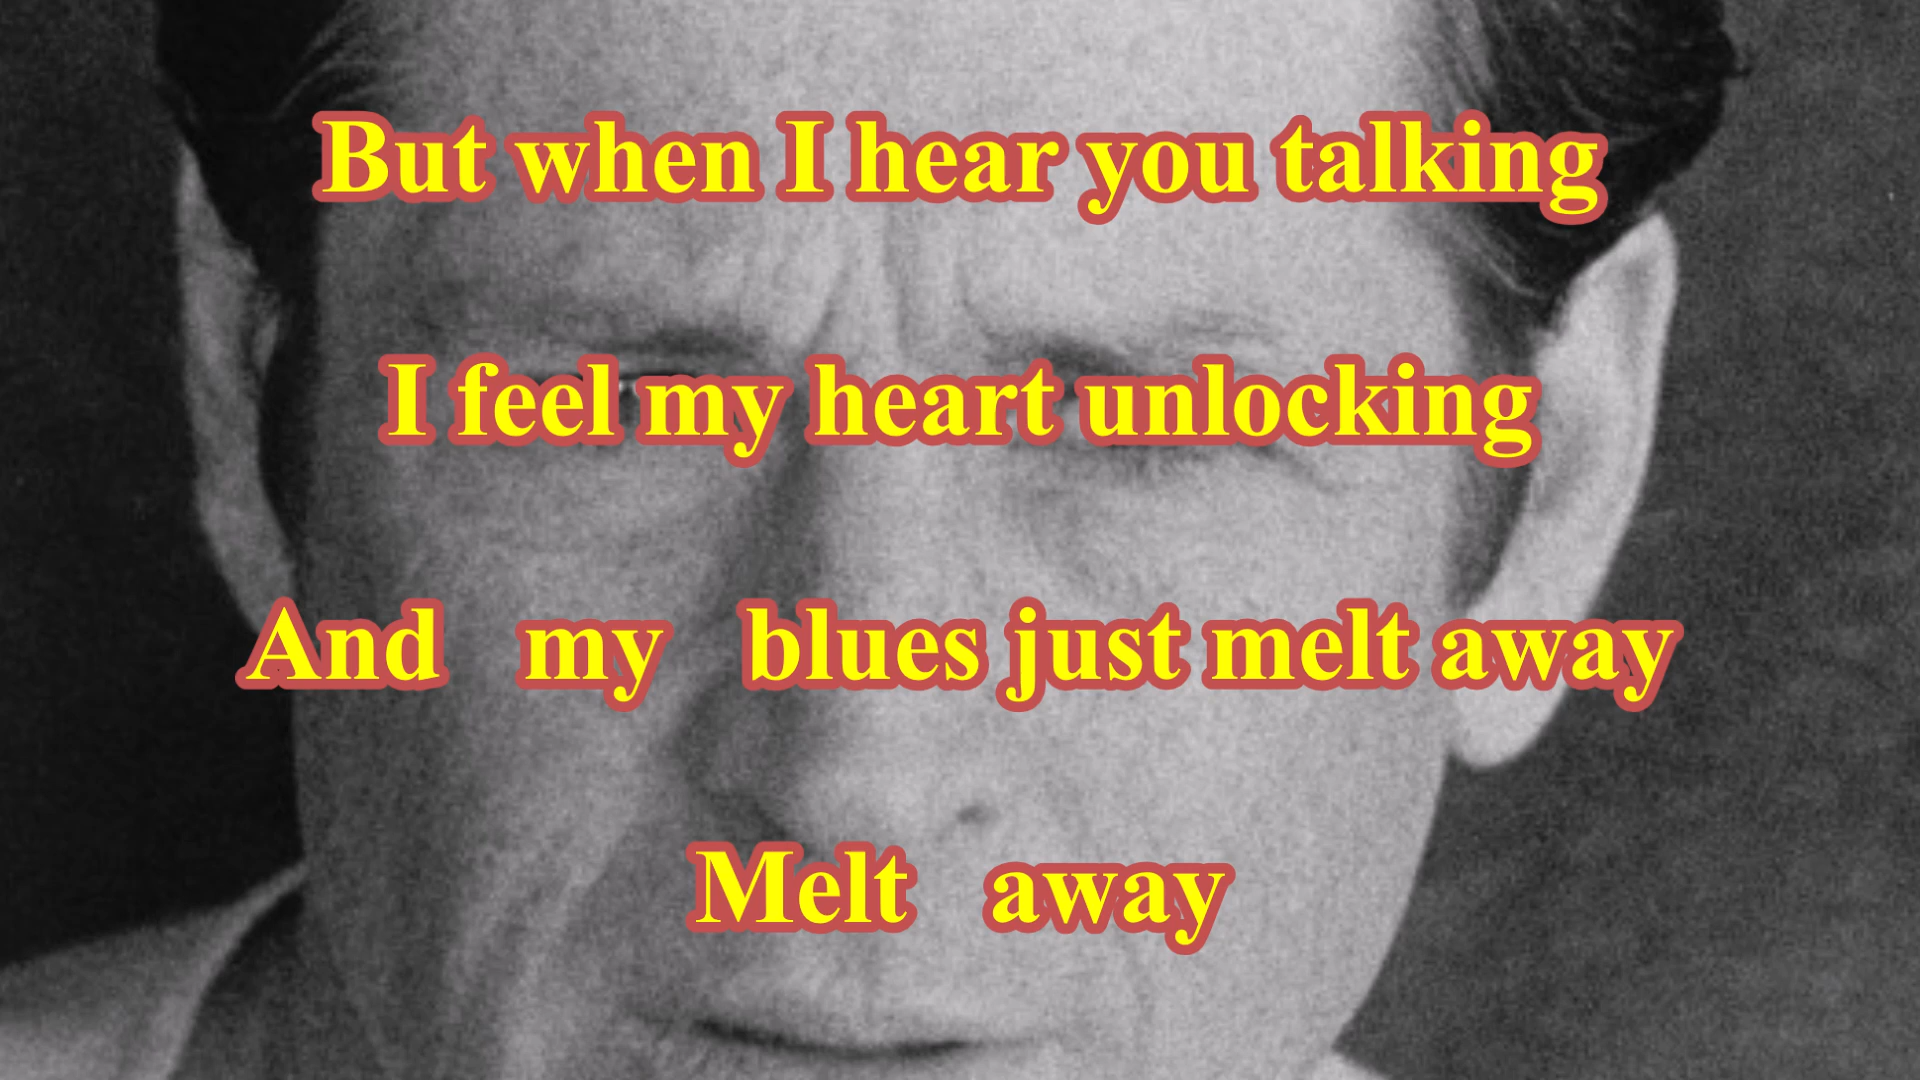 But when I hear you talking
I feel my heart unlocking
And my blues just melt away
Melt away